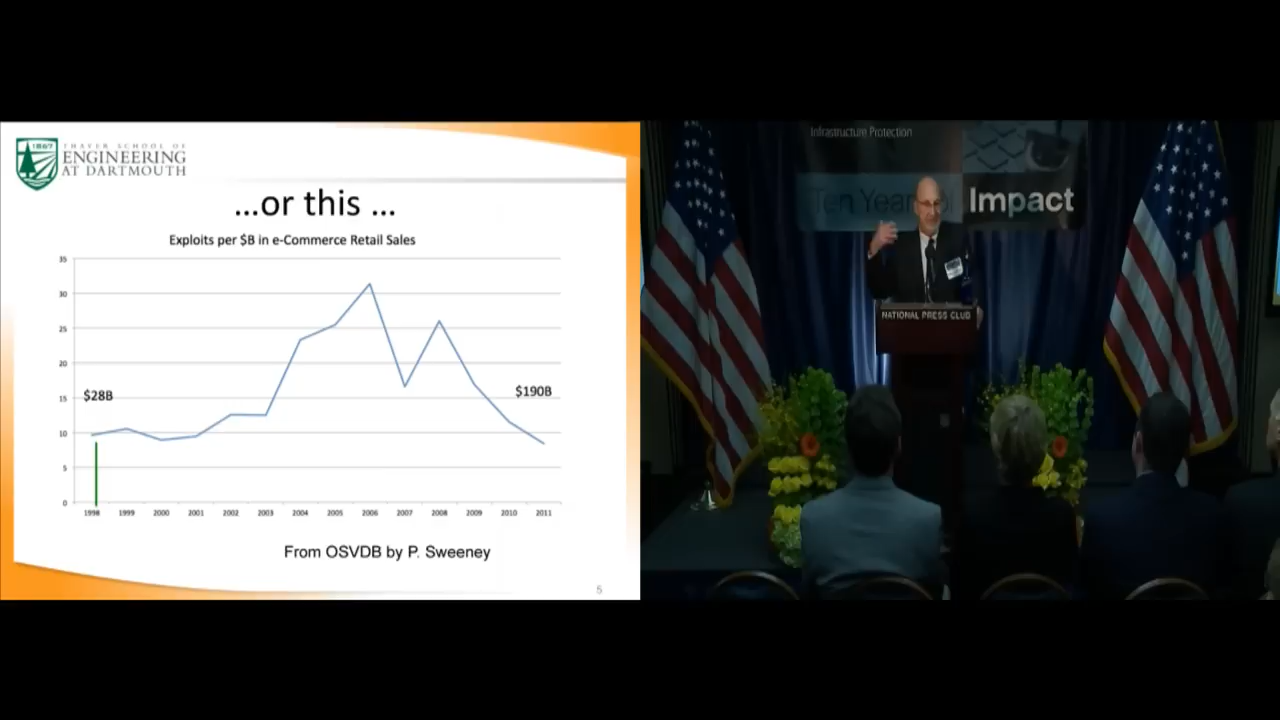 1867
THAYER SCHOOL OF
ENGINEERING
AT DARTMOUTH
...or this ...
Exploits per $B in e-Commerce Retail Sales
35
30
25
20
15
10
5
0
$28B
$190B
1998 1999 2000 2001 2002 2003 2004 2005 2006 2007 2008 2009 2010 2011
From OSVDB by P. Sweeney
5
Infrastructure Protection
Ten Year
Impact
NATIONAL PRESS CLUB